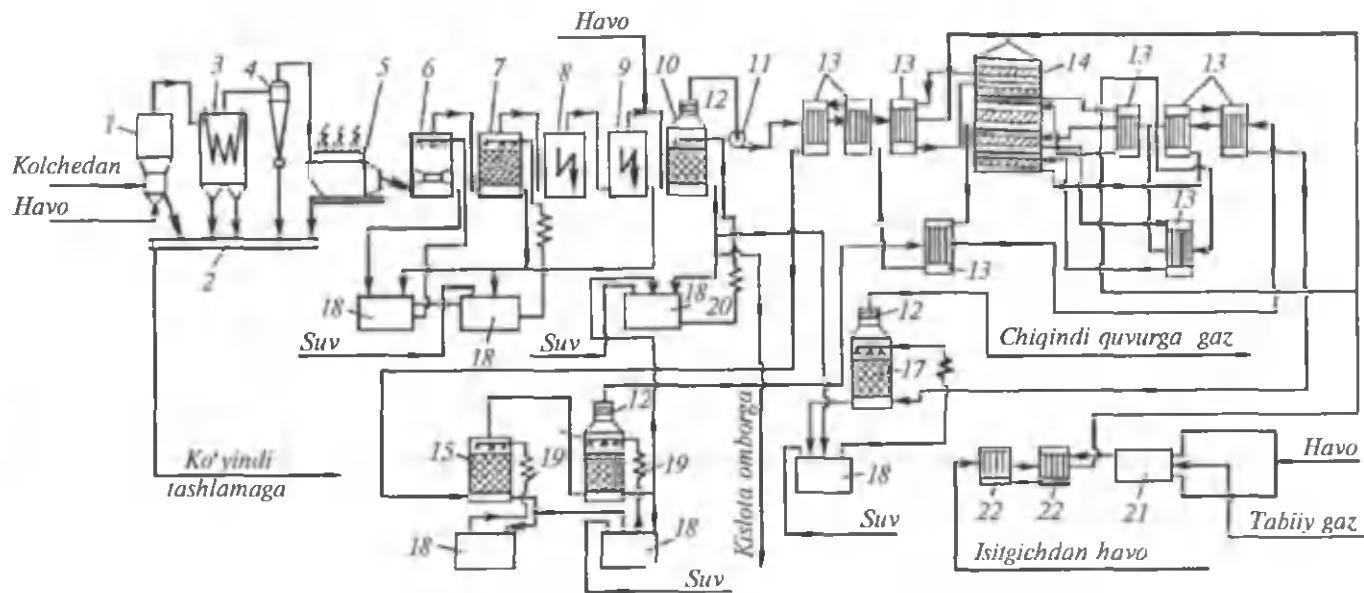 Havo
1
3
4
5
6
7
8
9
10
11
12
13
13
14
13
13
Kolchedan
Havo
2
18
18
18
20
13
13
Suv
Suv
12
Chiqindi quvurga gaz
17
12
15
19
19
Ko'yindi
tashlamaga
Kislota omborga
18
Havo
18
18
Suv
22
22
21
Tabiiy gaz
Suv
Isitgichdan havo